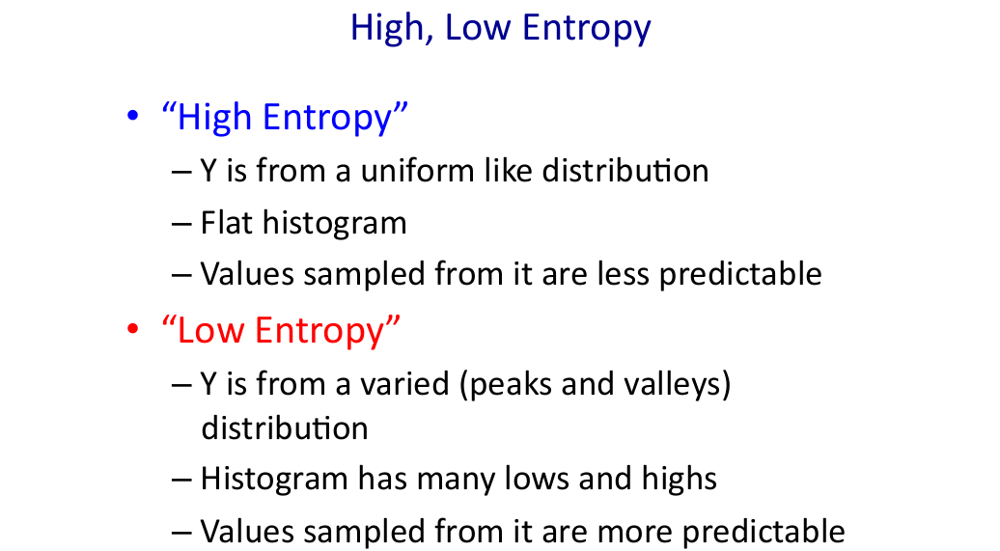 High, Low Entropy
• “High Entropy”
– Y is from a uniform like distribution
– Flat histogram
– Values sampled from it are less predictable
• “Low Entropy”
– Y is from a varied (peaks and valleys)
distribution
– Histogram has many lows and highs
– Values sampled from it are more predictable